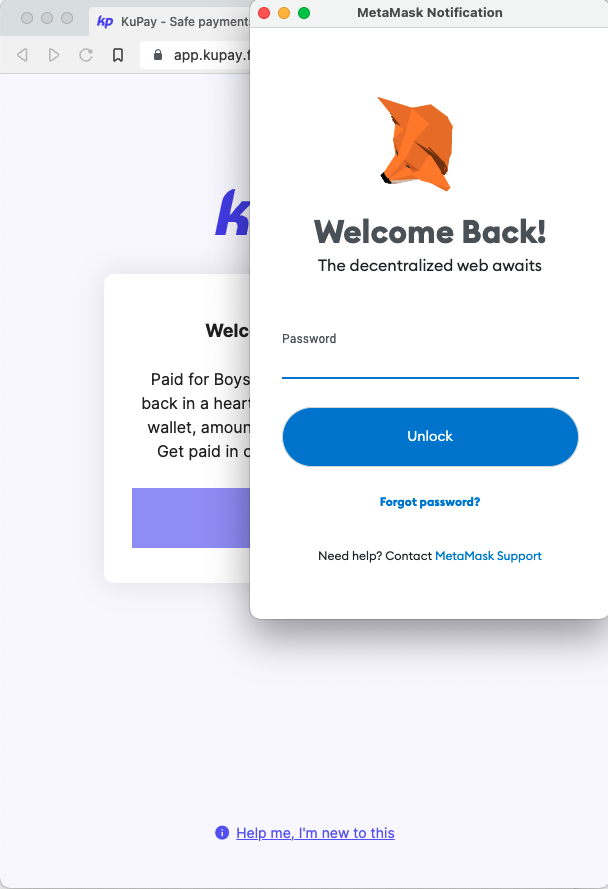 kp KuPay - Safe payment
MetaMask Notification
app.kupay.f
k
Welcome Back!
The decentralized web awaits
Welc
Paid for Boys
back in a heart
wallet, amoun
Get paid in c
Password
Unlock
Forgot password?
Need help? Contact MetaMask Support
Help me, I'm new to this